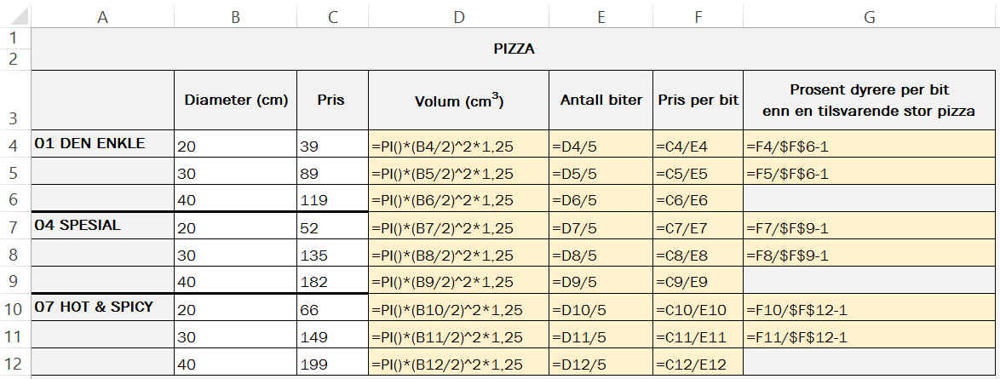 A B C D E F G
1 PIZZA
2
3 Diameter (cm) Pris Volum (cm³) Antall biter Pris per bit Prosent dyrere per bit
enn en tilsvarende stor pizza
4 01 DEN ENKLE 20 39 =PI()*(B4/2)^2*1,25 =D4/5 =C4/E4 =F4/$F$6-1
5 30 89 =PI()*(B5/2)^2*1,25 =D5/5 =C5/E5 =F5/$F$6-1
6 40 119 =PI()*(B6/2)^2*1,25 =D6/5 =C6/E6
7 04 SPESIAL 20 52 =PI()*(B7/2)^2*1,25 =D7/5 =C7/E7 =F7/$F$9-1
8 30 135 =PI()*(B8/2)^2*1,25 =D8/5 =C8/E8 =F8/$F$9-1
9 40 182 =PI()*(B9/2)^2*1,25 =D9/5 =C9/E9
10 07 HOT & SPICY 20 66 =PI()*(B10/2)^2*1,25 =D10/5 =C10/E10 =F10/$F$12-1
11 30 149 =PI()*(B11/2)^2*1,25 =D11/5 =C11/E11 =F11/$F$12-1
12 40 199 =PI()*(B12/2)^2*1,25 =D12/5 =C12/E12